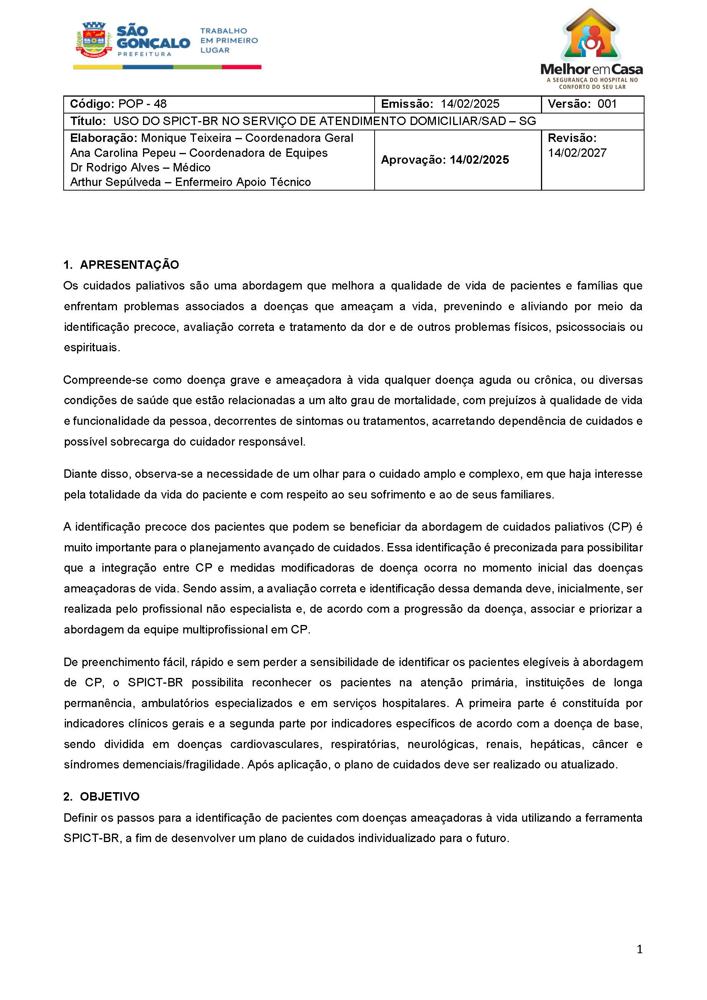 SÃO GONÇALO PREFEITURA
TRABALHO EM PRIMEIRO LUGAR
Melhor em Casa
A SEGURANÇA DO HOSPITAL NO
CONFORTO DO SEU LAR
Código: POP - 48 Emissão: 14/02/2025 Versão: 001
Título: USO DO SPICT-BR NO SERVIÇO DE ATENDIMENTO DOMICILIAR/SAD – SG
Elaboração: Monique Teixeira – Coordenadora Geral
Ana Carolina Pepeu – Coordenadora de Equipes
Dr Rodrigo Alves – Médico
Arthur Sepúlveda – Enfermeiro Apoio Técnico
Aprovação: 14/02/2025
Revisão:
14/02/2027
1. APRESENTAÇÃO
Os cuidados paliativos são uma abordagem que melhora a qualidade de vida de pacientes e famílias que
enfrentam problemas associados a doenças que ameaçam a vida, prevenindo e aliviando por meio da
identificação precoce, avaliação correta e tratamento da dor e de outros problemas físicos, psicossociais ou
espirituais.
Compreende-se como doença grave e ameaçadora à vida qualquer doença aguda ou crônica, ou diversas
condições de saúde que estão relacionadas a um alto grau de mortalidade, com prejuízos à qualidade de vida
e funcionalidade da pessoa, decorrentes de sintomas ou tratamentos, acarretando dependência de cuidados e
possível sobrecarga do cuidador responsável.
Diante disso, observa-se a necessidade de um olhar para o cuidado amplo e complexo, em que haja interesse
pela totalidade da vida do paciente e com respeito ao seu sofrimento e ao de seus familiares.
A identificação precoce dos pacientes que podem se beneficiar da abordagem de cuidados paliativos (CP) é
muito importante para o planejamento avançado de cuidados. Essa identificação é preconizada para possibilitar
que a integração entre CP e medidas modificadoras de doença ocorra no momento inicial das doenças
ameaçadoras de vida. Sendo assim, a avaliação correta e identificação dessa demanda deve, inicialmente, ser
realizada pelo profissional não especialista e, de acordo com a progressão da doença, associar e priorizar a
abordagem da equipe multiprofissional em CP.
De preenchimento fácil, rápido e sem perder a sensibilidade de identificar os pacientes elegíveis à abordagem
de CP, o SPICT-BR possibilita reconhecer os pacientes na atenção primária, instituições de longa
permanência, ambulatórios especializados e em serviços hospitalares. A primeira parte é constituída por
indicadores clínicos gerais e a segunda parte por indicadores específicos de acordo com a doença de base,
sendo dividida em doenças cardiovasculares, respiratórias, neurológicas, renais, hepáticas, câncer e
síndromes demenciais/fragilidade. Após aplicação, o plano de cuidados deve ser realizado ou atualizado.
2. OBJETIVO
Definir os passos para a identificação de pacientes com doenças ameaçadoras à vida utilizando a ferramenta
SPICT-BR, a fim de desenvolver um plano de cuidados individualizado para o futuro.
1